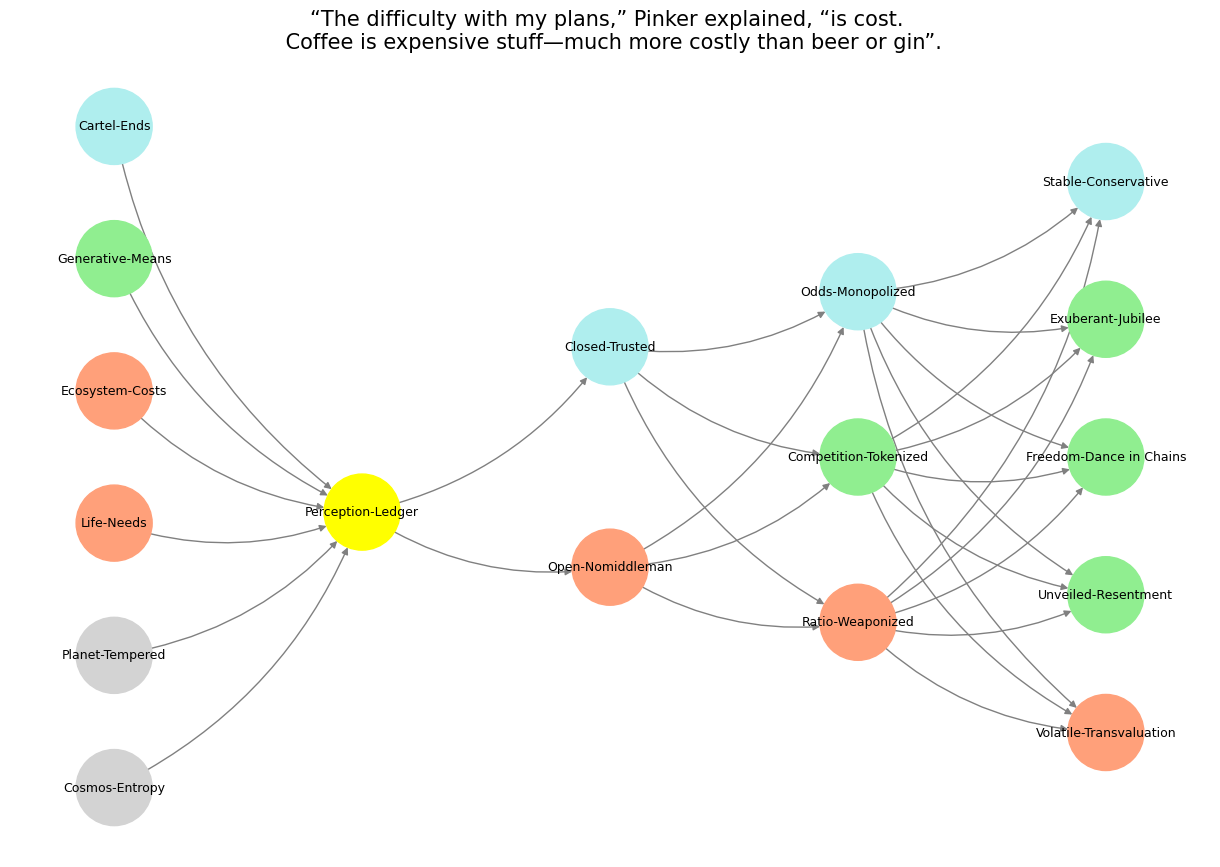 “The difficulty with my plans,” Pinker explained, “is cost.
Coffee is expensive stuff—much more costly than beer or gin”.
Cartel-Ends
Generative-Means
Ecosystem-Costs
Life-Needs
Planet-Tempered
Cosmos-Entropy
Perception-Ledger
Closed-Trusted
Open-Nomiddleman
Odds-Monopolized
Competition-Tokenized
Ratio-Weaponized
Stable-Conservative
Exuberant-Jubilee
Freedom-Dance in Chains
Unveiled-Resentment
Volatile-Transvaluation